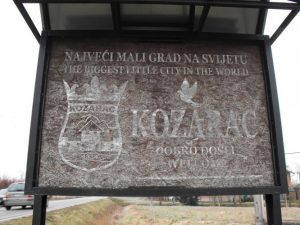 NAJVEĆI MALI GRAD NA SVIJETU
THE BIGGEST LITTLE CITY IN THE WORLD
KOZARAC
KOZARAC
DOBRO DOŠLI
WELCOME